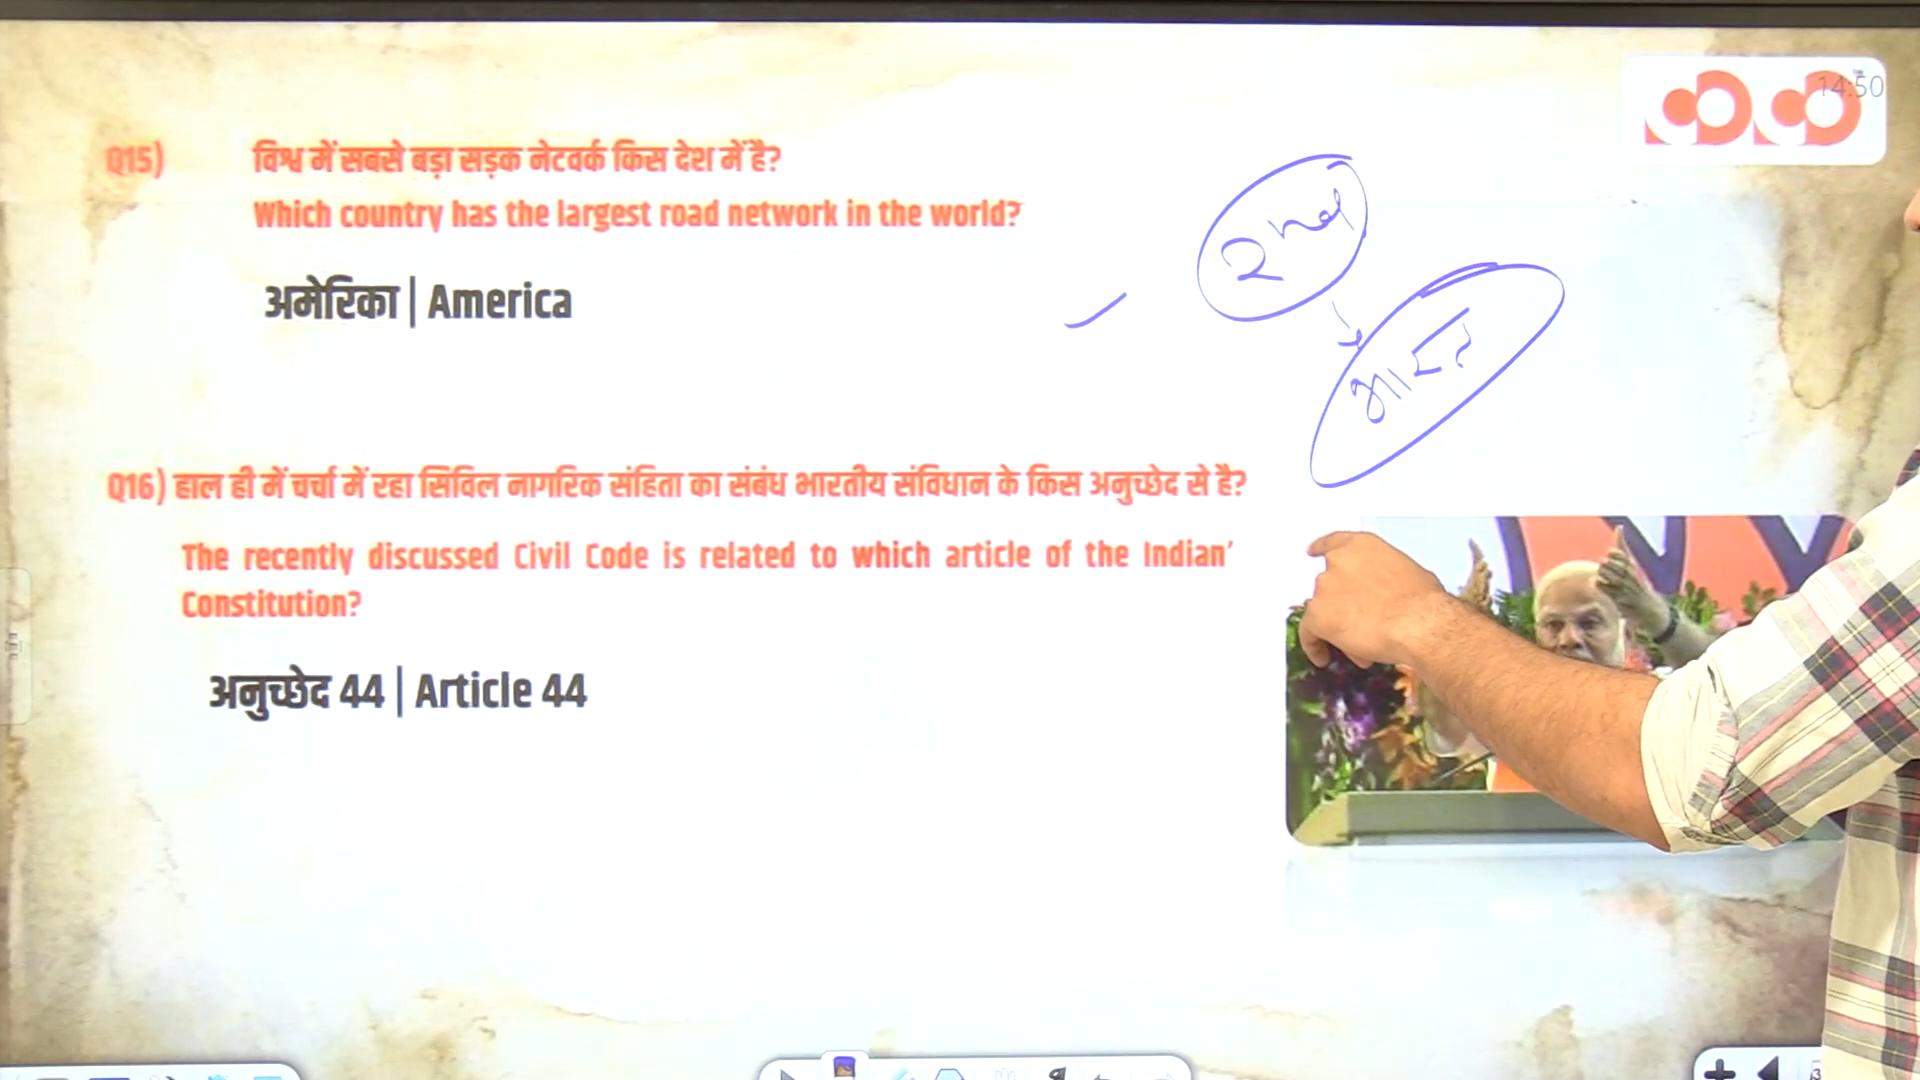 14:50
Q15) विश्व में सबसे बड़ा सड़क नेटवर्क किस देश में है?
Which country has the largest road network in the world?
अमेरिका | America
2nd
भारत
Q16) हाल ही में चर्चा में रहा सिविल नागरिक संहिता का संबंध भारतीय संविधान के किस अनुच्छेद से है?
The recently discussed Civil Code is related to which article of the Indian’
Constitution?
अनुच्छेद 44 | Article 44